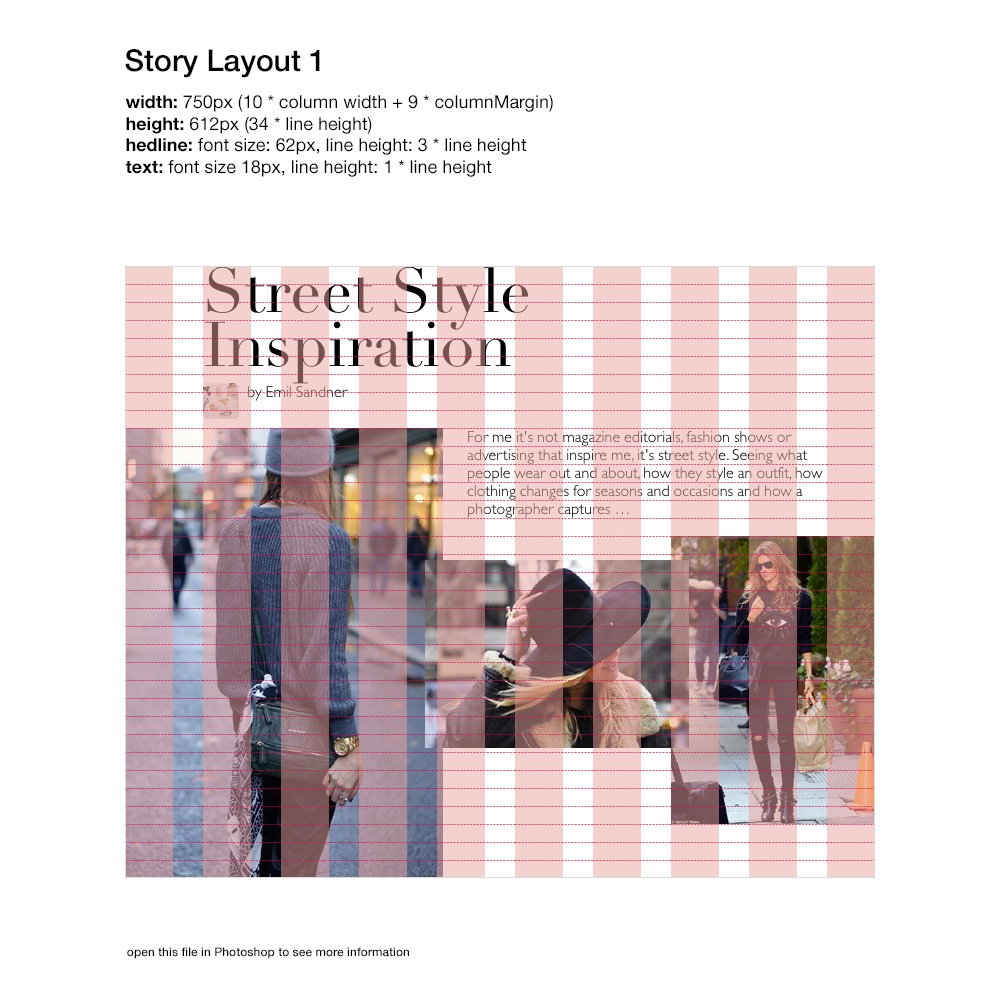 Story Layout 1
width: 750px (10 * column width + 9 * columnMargin)
height: 612px (34 * line height)
hedline: font size: 62px, line height: 3 * line height
text: font size 18px, line height: 1 * line height
Street Style
Inspiration
by Emil Sandner
For me it's not magazine editorials, fashion shows or
advertising that inspire me, it's street style. Seeing what
people wear out and about, how they style an outfit, how
clothing changes for seasons and occasions and how a
photographer captures …
open this file in Photoshop to see more information